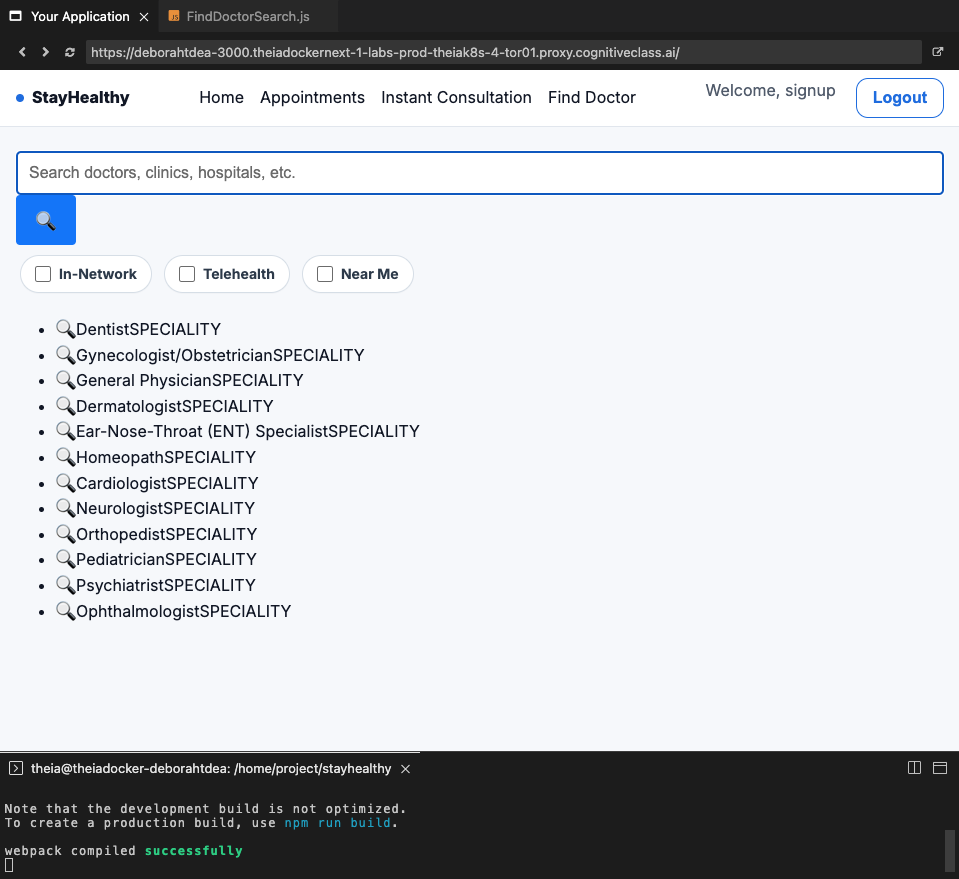 Your Application
FindDoctorSearch.js
https://deborahtdea-3000.theiadockernext-1-labs-prod-theiak8s-4-tor01.proxy.cognitiveclass.ai/
StayHealthy Home Appointments Instant Consultation Find Doctor Welcome, signup Logout
Search doctors, clinics, hospitals, etc.
In-Network Telehealth Near Me
DentistSPECIALITY
Gynecologist/ObstetricianSPECIALITY
General PhysicianSPECIALITY
DermatologistSPECIALITY
Ear-Nose-Throat (ENT) SpecialistSPECIALITY
HomeopathSPECIALITY
CardiologistSPECIALITY
NeurologistSPECIALITY
OrthopedistSPECIALITY
PediatricianSPECIALITY
PsychiatristSPECIALITY
OphthalmologistSPECIALITY
theia@theiadocker-deborahtdea: /home/project/stayhealthy
Note that the development build is not optimized.
To create a production build, use npm run build.
webpack compiled successfully